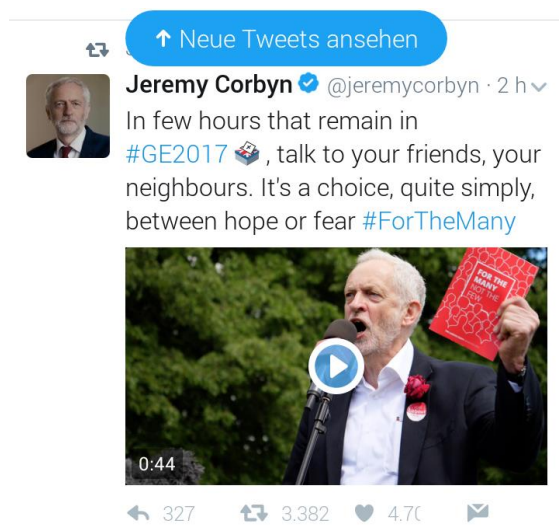 Neue Tweets ansehen
Jeremy Corbyn @jeremycorbyn · 2 h
In few hours that remain in
#GE2017 , talk to your friends, your
neighbours. It's a choice, quite simply,
between hope or fear #ForTheMany
FOR THE
MANY
NOT THE
FEW
0:44
327 3.382